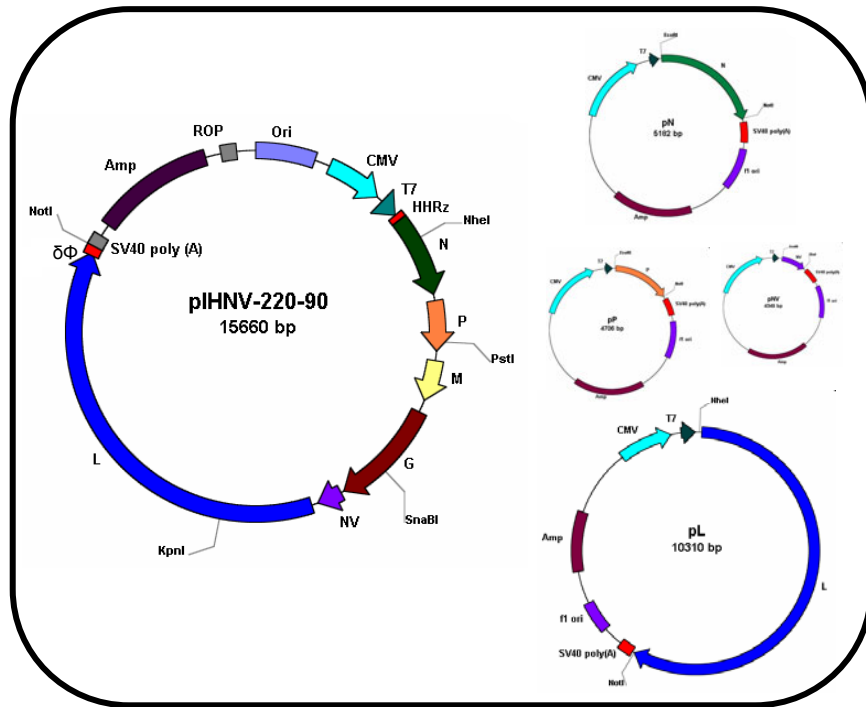 ROP
Ori
Amp
CMV
T7
HHRz
NheI
N
NotI
SV40 poly (A)
δΦ
pIHNV-220-90
15660 bp
P
PstI
M
L
G
SnaBI
NV
KpnI
T7
N
CMV
NotI
pN
5182 bp
SV40 poly(A)
f1 ori
Amp
T7
P
CMV
NotI
SV40 poly(A)
pP
4706 bp
f1 ori
Amp
T7
NV
CMV
SV40 poly(A)
pNV
f1 ori
Amp
NheI
T7
CMV
Amp
pL
10310 bp
L
f1 ori
SV40 poly(A)
NotI